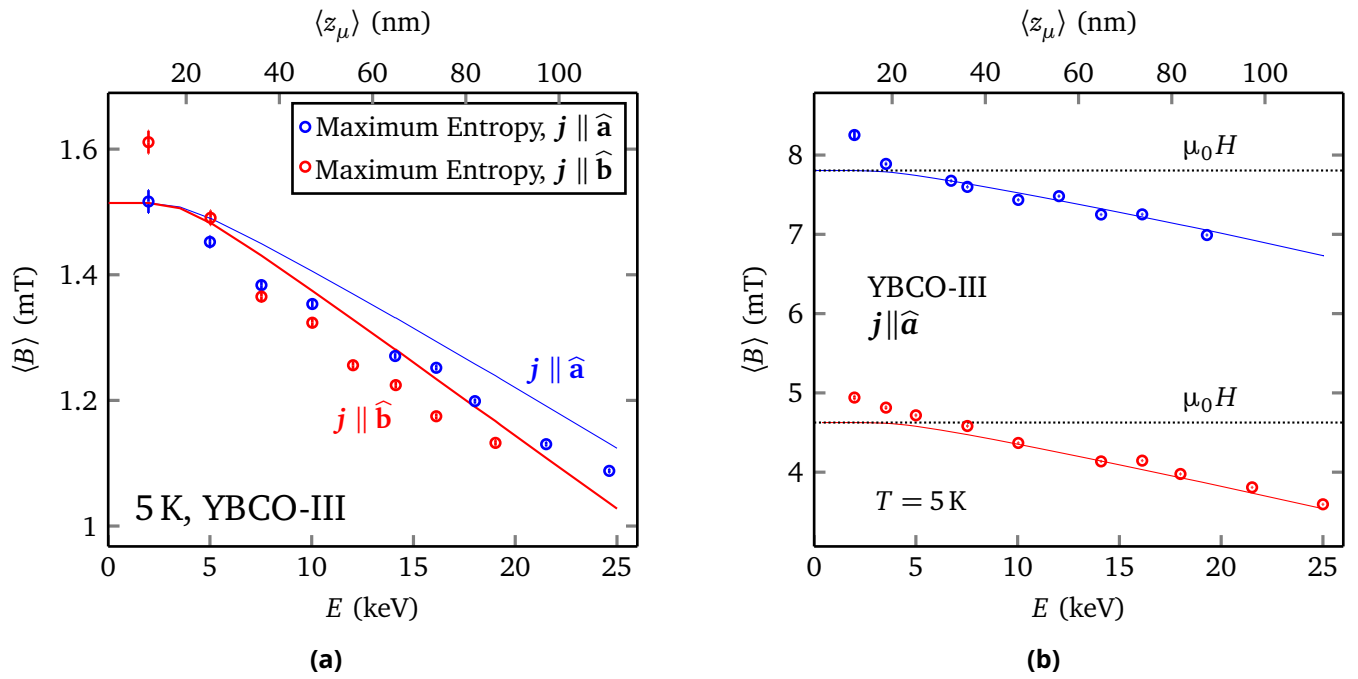 ⟨z_μ⟩ (nm)
20 40 60 80 100
⟨B⟩ (mT)
1.6
1.4
1.2
1
Maximum Entropy, j ∥ â
Maximum Entropy, j ∥ b̂
j ∥ â
j ∥ b̂
5 K, YBCO-III
0 5 10 15 20 25
E (keV)
(a)
⟨z_μ⟩ (nm)
20 40 60 80 100
⟨B⟩ (mT)
8
7
6
5
4
μ₀H
YBCO-III
j∥â
μ₀H
T = 5 K
0 5 10 15 20 25
E (keV)
(b)